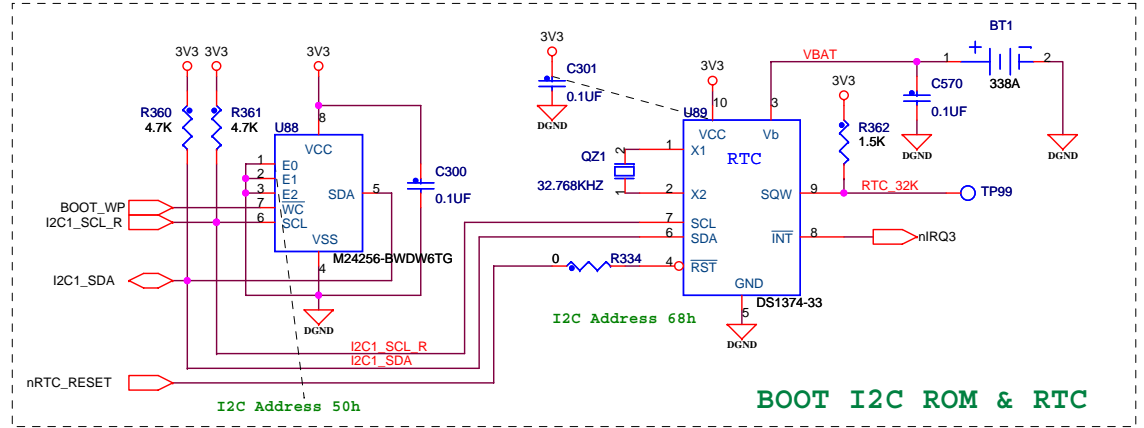 BT1
3V3 3V3 3V3 3V3 3V3 VBAT 1 2
C301
3V3 338A
R360 R361 0.1UF U89 10 3 C570
4.7K 4.7K U88 8 DGND VCC Vb R362 0.1UF
1.5K
VCC QZ1 2 1 X1 RTC DGND DGND
1 E0 C300
2 E1 32.768KHZ 1 2 X2 SQW 9 RTC_32K TP99
3 E2 SDA 5 0.1UF
BOOT_WP 7 WC
I2C1_SCL_R 6 SCL 7 SCL
VSS 6 SDA INT 8 nIRQ3
M24256-BWDW6TG
I2C1_SDA 4 0 R334 4 RST
GND
DS1374-33
DGND I2C Address 68h 5
DGND
I2C1_SCL_R
I2C1_SDA
nRTC_RESET
I2C Address 50h
BOOT I2C ROM & RTC